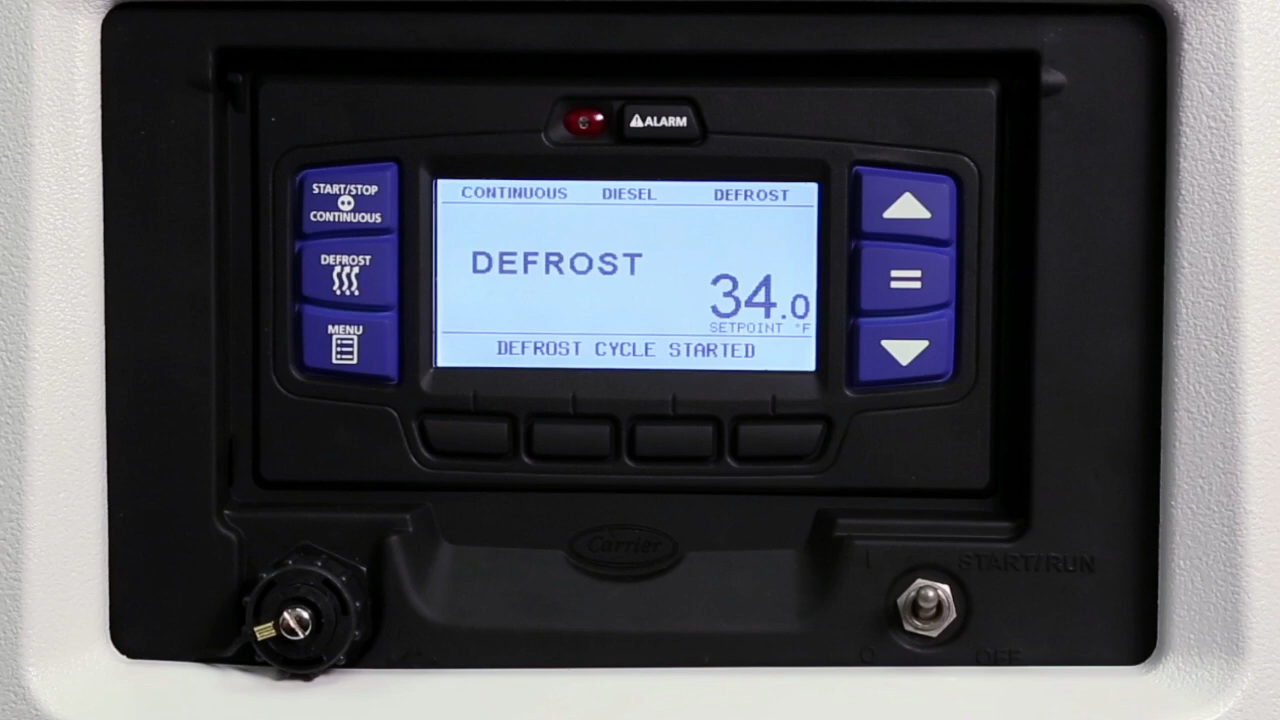 ALARM
START/STOP
CONTINUOUS
DEFROST
MENU
CONTINUOUS DIESEL DEFROST
DEFROST
34.0
SETPOINT °F
DEFROST CYCLE STARTED
Carrier
I START/RUN
O OFF